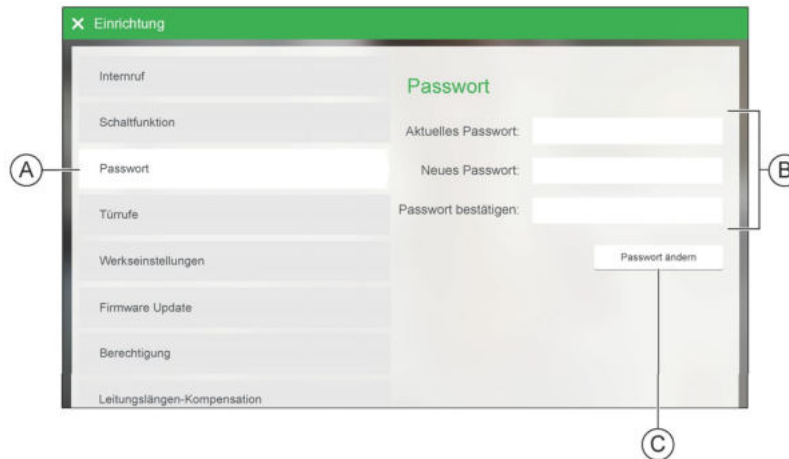 Einrichtung
Internruf
Schaltfunktion
Passwort
Türrufe
Werkseinstellungen
Firmware Update
Berechtigung
Leitungslängen-Kompensation
Passwort
Aktuelles Passwort:
Neues Passwort:
Passwort bestätigen:
Passwort ändern
A
B
C